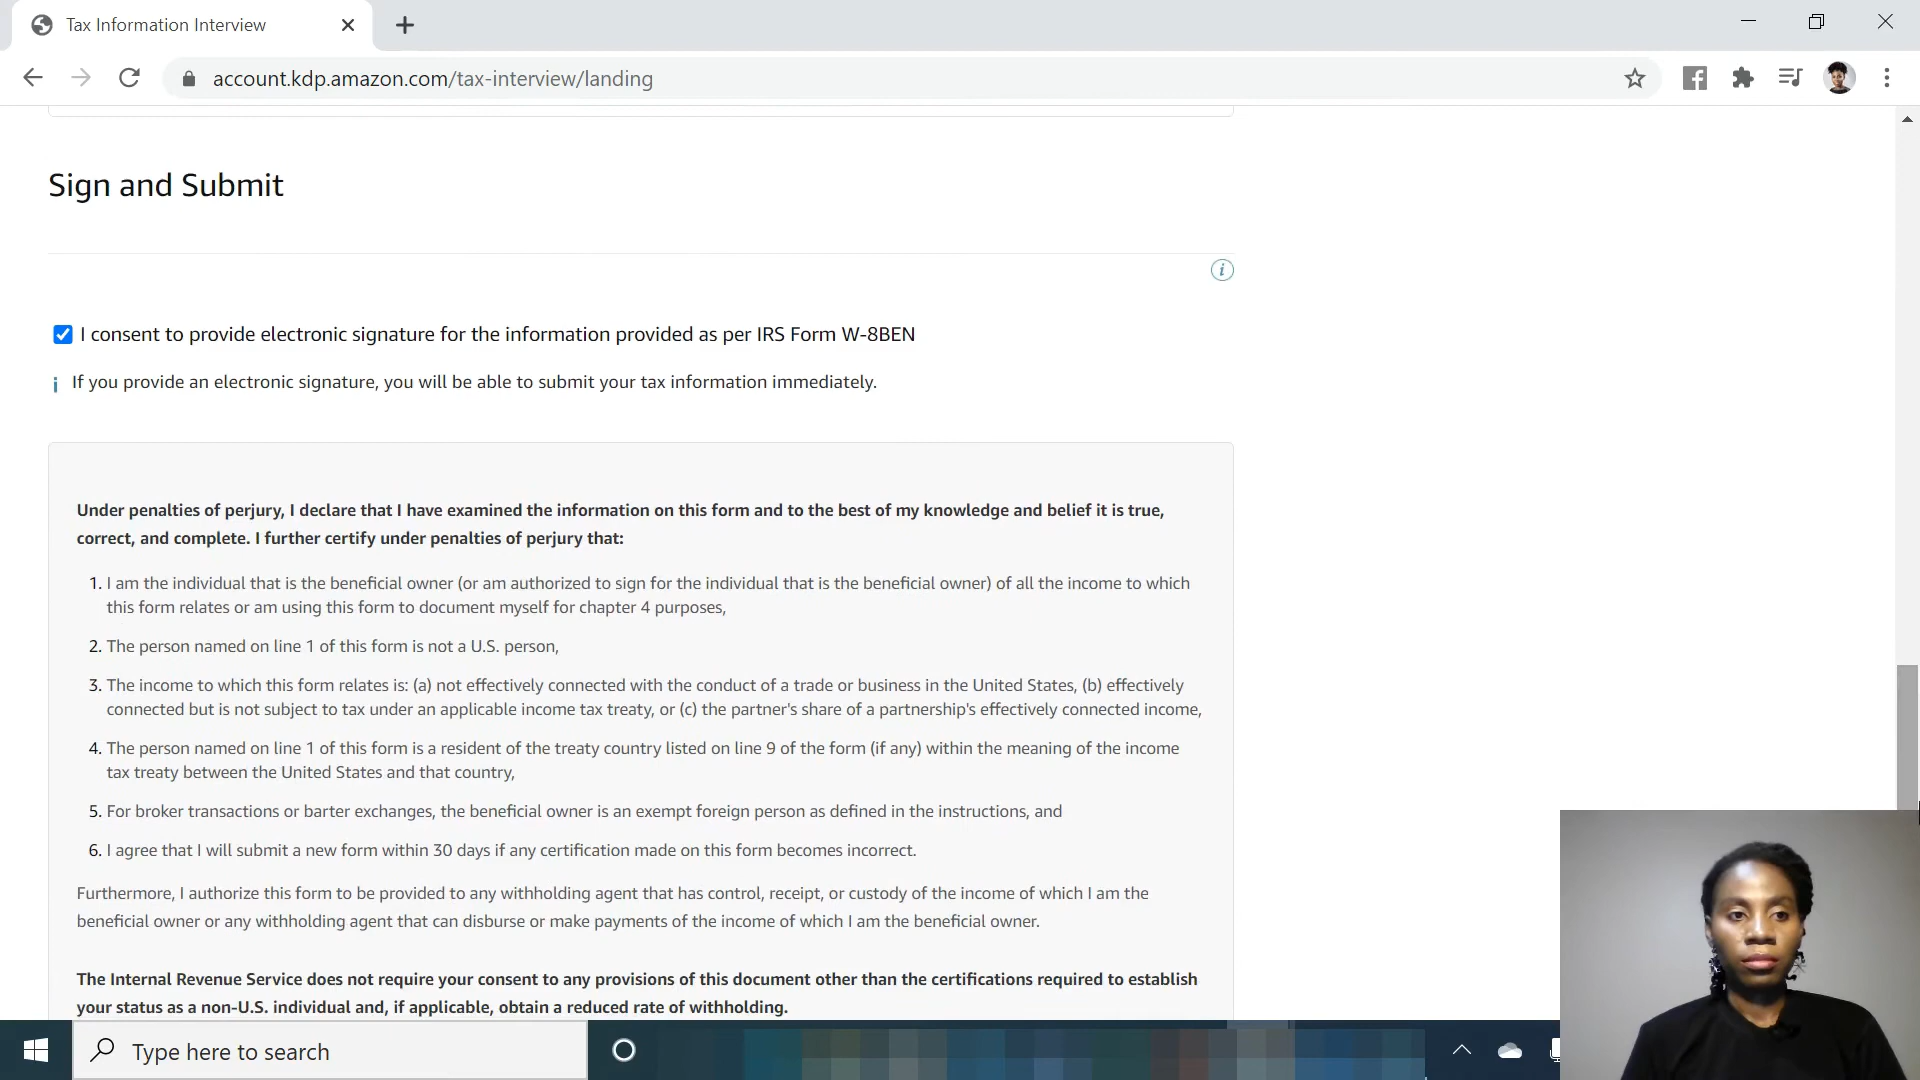 Tax Information Interview
account.kdp.amazon.com/tax-interview/landing
Sign and Submit
I consent to provide electronic signature for the information provided as per IRS Form W-8BEN
If you provide an electronic signature, you will be able to submit your tax information immediately.
Under penalties of perjury, I declare that I have examined the information on this form and to the best of my knowledge and belief it is true,
correct, and complete. I further certify under penalties of perjury that:
1. I am the individual that is the beneficial owner (or am authorized to sign for the individual that is the beneficial owner) of all the income to which
this form relates or am using this form to document myself for chapter 4 purposes,
2. The person named on line 1 of this form is not a U.S. person,
3. The income to which this form relates is: (a) not effectively connected with the conduct of a trade or business in the United States, (b) effectively
connected but is not subject to tax under an applicable income tax treaty, or (c) the partner's share of a partnership's effectively connected income,
4. The person named on line 1 of this form is a resident of the treaty country listed on line 9 of the form (if any) within the meaning of the income
tax treaty between the United States and that country,
5. For broker transactions or barter exchanges, the beneficial owner is an exempt foreign person as defined in the instructions, and
6. I agree that I will submit a new form within 30 days if any certification made on this form becomes incorrect.
Furthermore, I authorize this form to be provided to any withholding agent that has control, receipt, or custody of the income of which I am the
beneficial owner or any withholding agent that can disburse or make payments of the income of which I am the beneficial owner.
The Internal Revenue Service does not require your consent to any provisions of this document other than the certifications required to establish
your status as a non-U.S. individual and, if applicable, obtain a reduced rate of withholding.
Type here to search